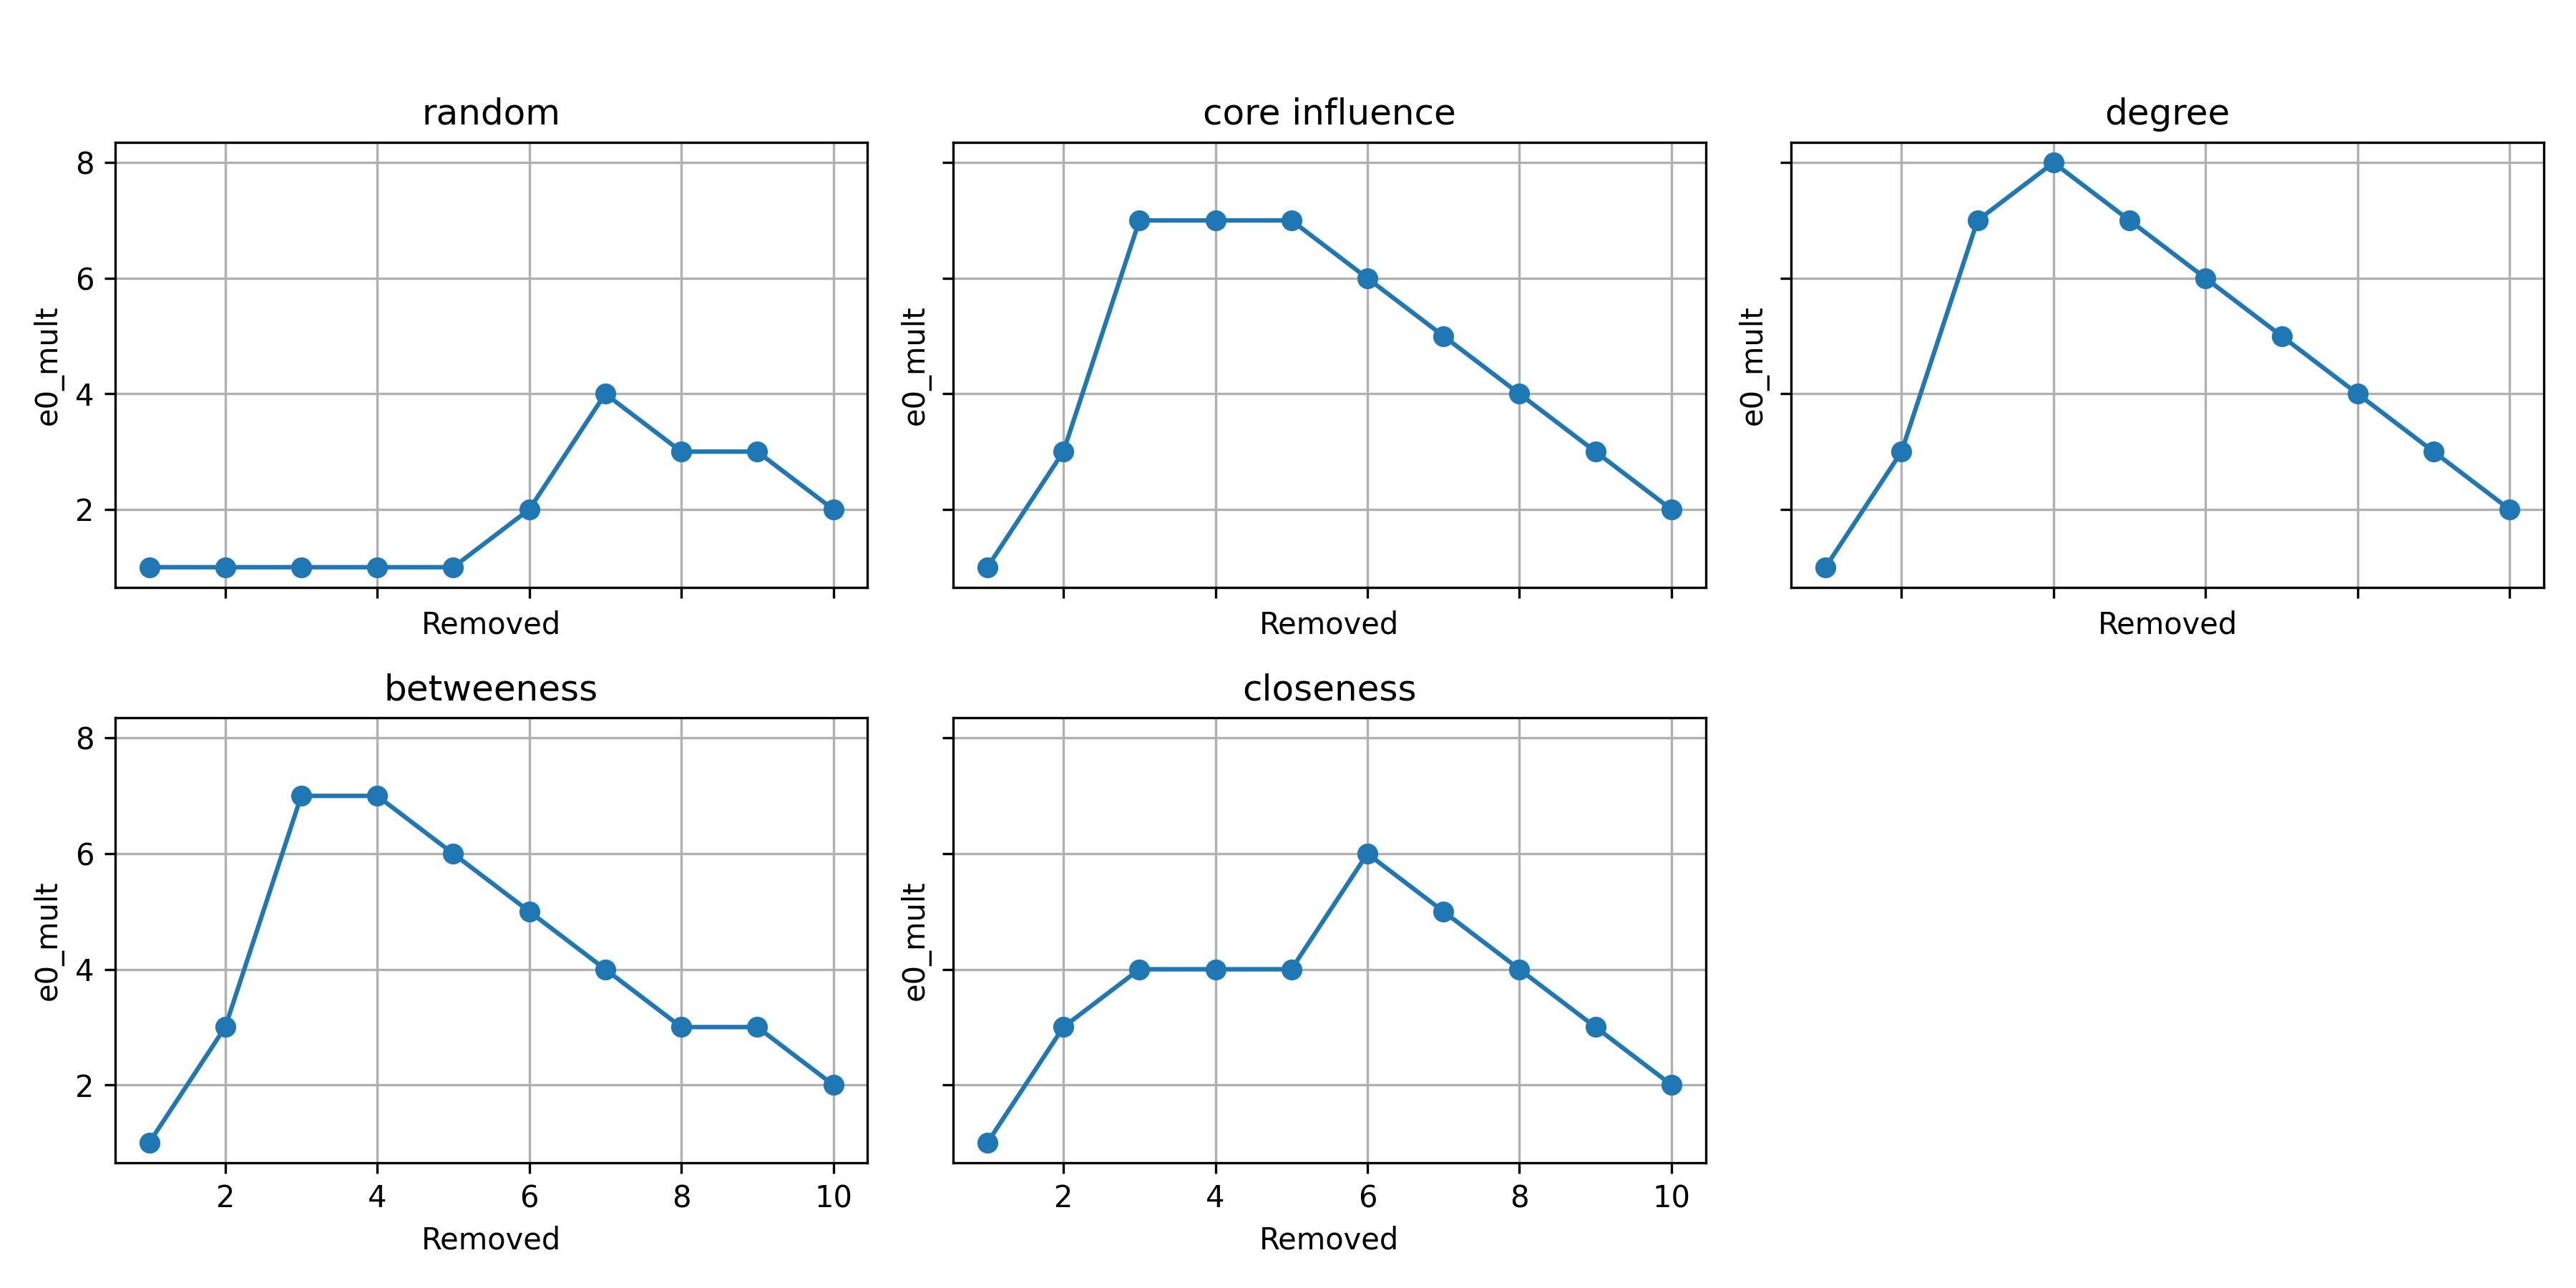 random
core influence
degree
8
6
4
2
e0_mult
e0_mult
e0_mult
Removed
Removed
Removed
betweeness
closeness
8
6
4
2
e0_mult
e0_mult
2 4 6 8 10
2 4 6 8 10
Removed
Removed